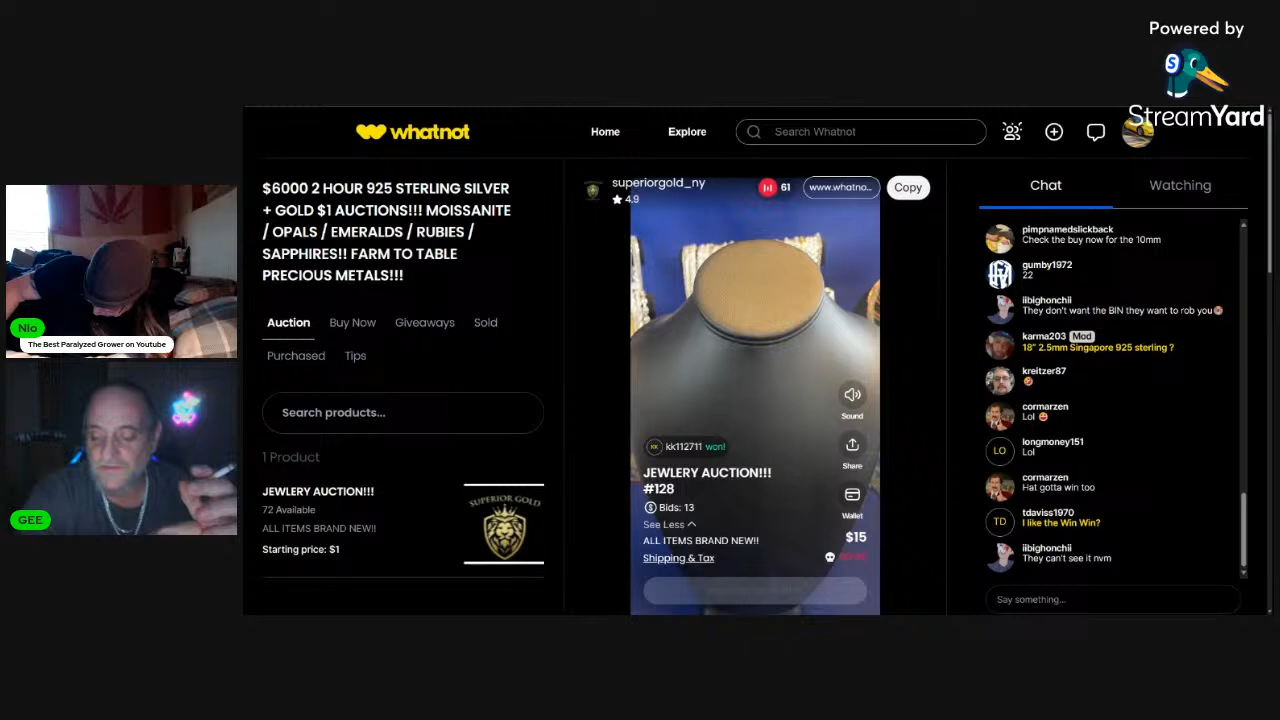 Powered by
StreamYard
whatnot
Home
Explore
Search Whatnot
$6000 2 HOUR 925 STERLING SILVER
+ GOLD $1 AUCTIONS!!! MOISSANITE
/ OPALS / EMERALDS / RUBIES /
SAPPHIRES!! FARM TO TABLE
PRECIOUS METALS!!!
Auction
Buy Now
Giveaways
Sold
Purchased
Tips
Search products...
1 Product
JEWLERY AUCTION!!!
72 Available
ALL ITEMS BRAND NEW!!
Starting price: $1
SUPERIOR GOLD
superiorgold_ny
4.9
61
www.whatno...
Copy
Sound
Share
Wallet
KK
kk112711 won!
JEWLERY AUCTION!!!
#128
Bids: 13
See Less
ALL ITEMS BRAND NEW!!
$15
Shipping & Tax
Chat
Watching
pimpnamedslickback
Check the buy now for the 10mm
gumby1972
22
iibighonchii
They don't want the BIN they want to rob you
karma203 Mod
18" 2.5mm Singapore 925 sterling ?
kreitzer87
cormarzen
Lol
LO
longmoney151
Lol
cormarzen
Hat gotta win too
TD
tdaviss1970
I like the Win Win?
iibighonchii
They can't see it nvm
Say something...
Nlo
The Best Paralyzed Grower on Youtube
GEE